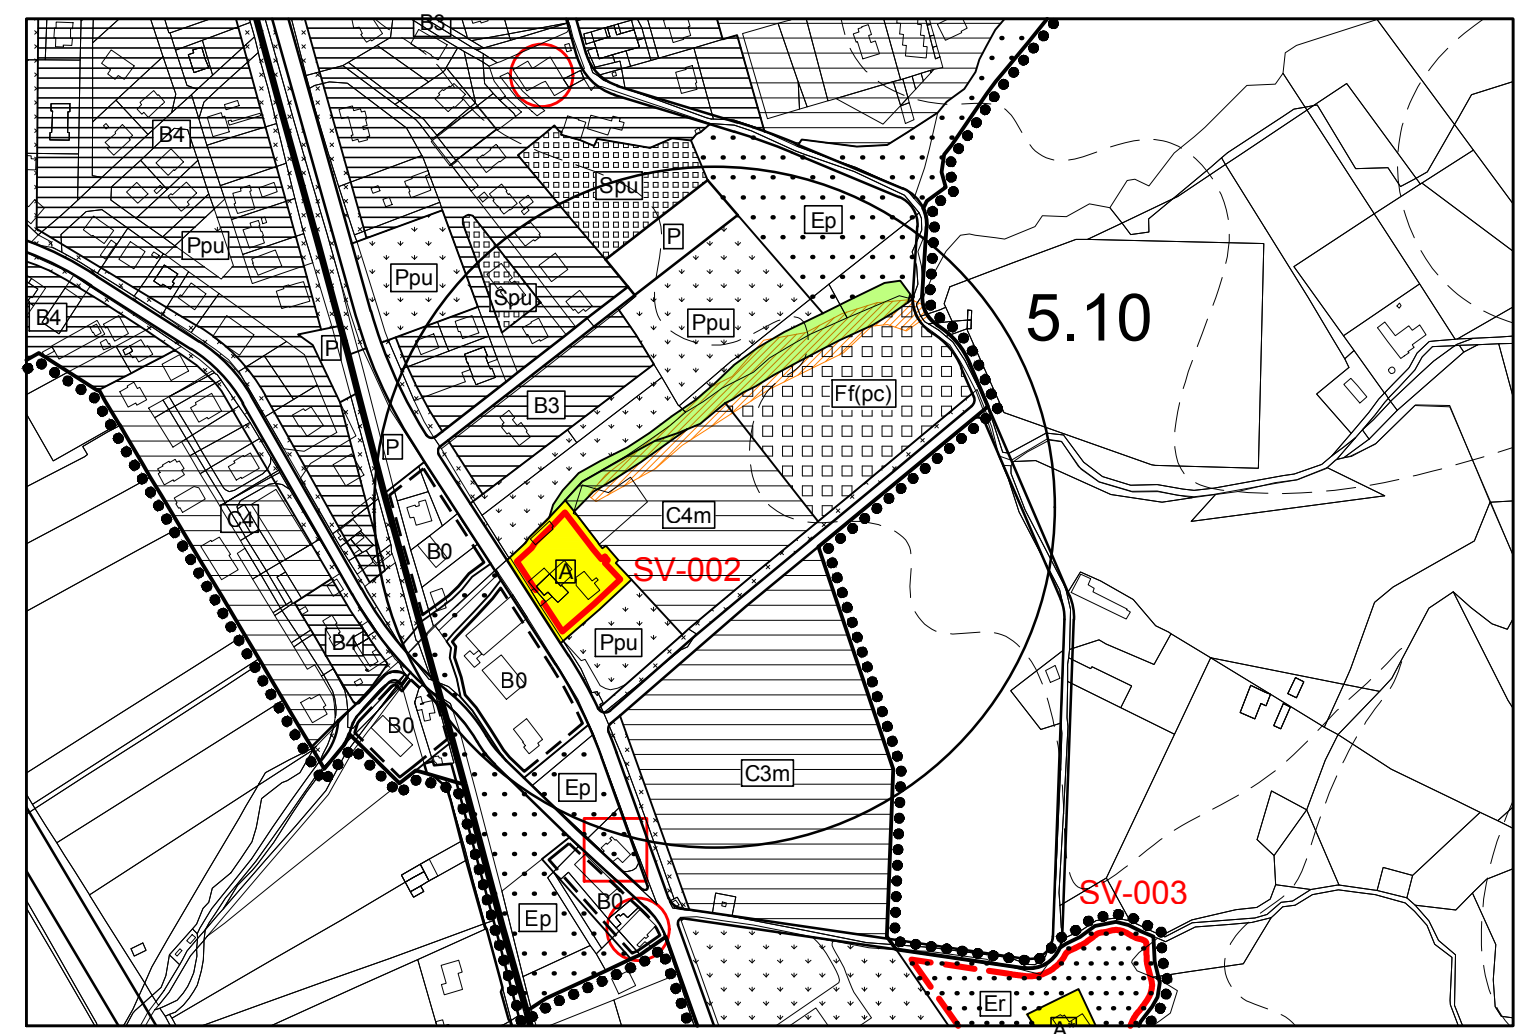 B3
B4
Spu
P
Ep
Ppu
Ppu
Spu
B4
Ppu
5.10
P
Ff(pc)
B3
P
C4
C4m
B0
A
SV-002
B4
Ppu
B0
B0
C3m
Ep
SV-003
B0
Ep
Er
A